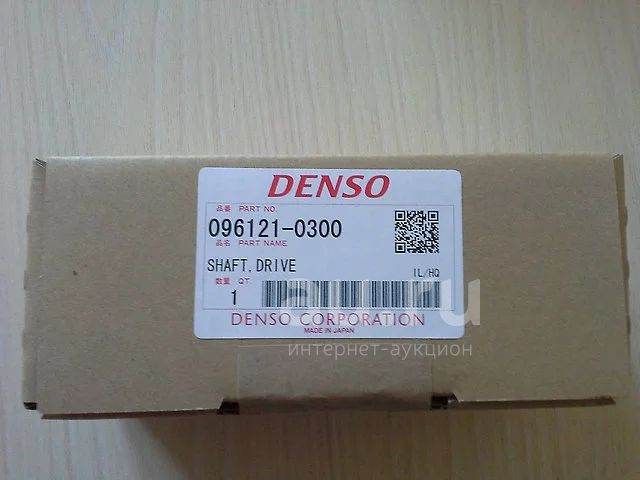 DENSO
品番 PART NO.
096121-0300
品名 PART NAME
SHAFT,DRIVE
IL/HQ
数量 QT.
1
DENSO CORPORATION
MADE IN JAPAN
интернет-аукцион